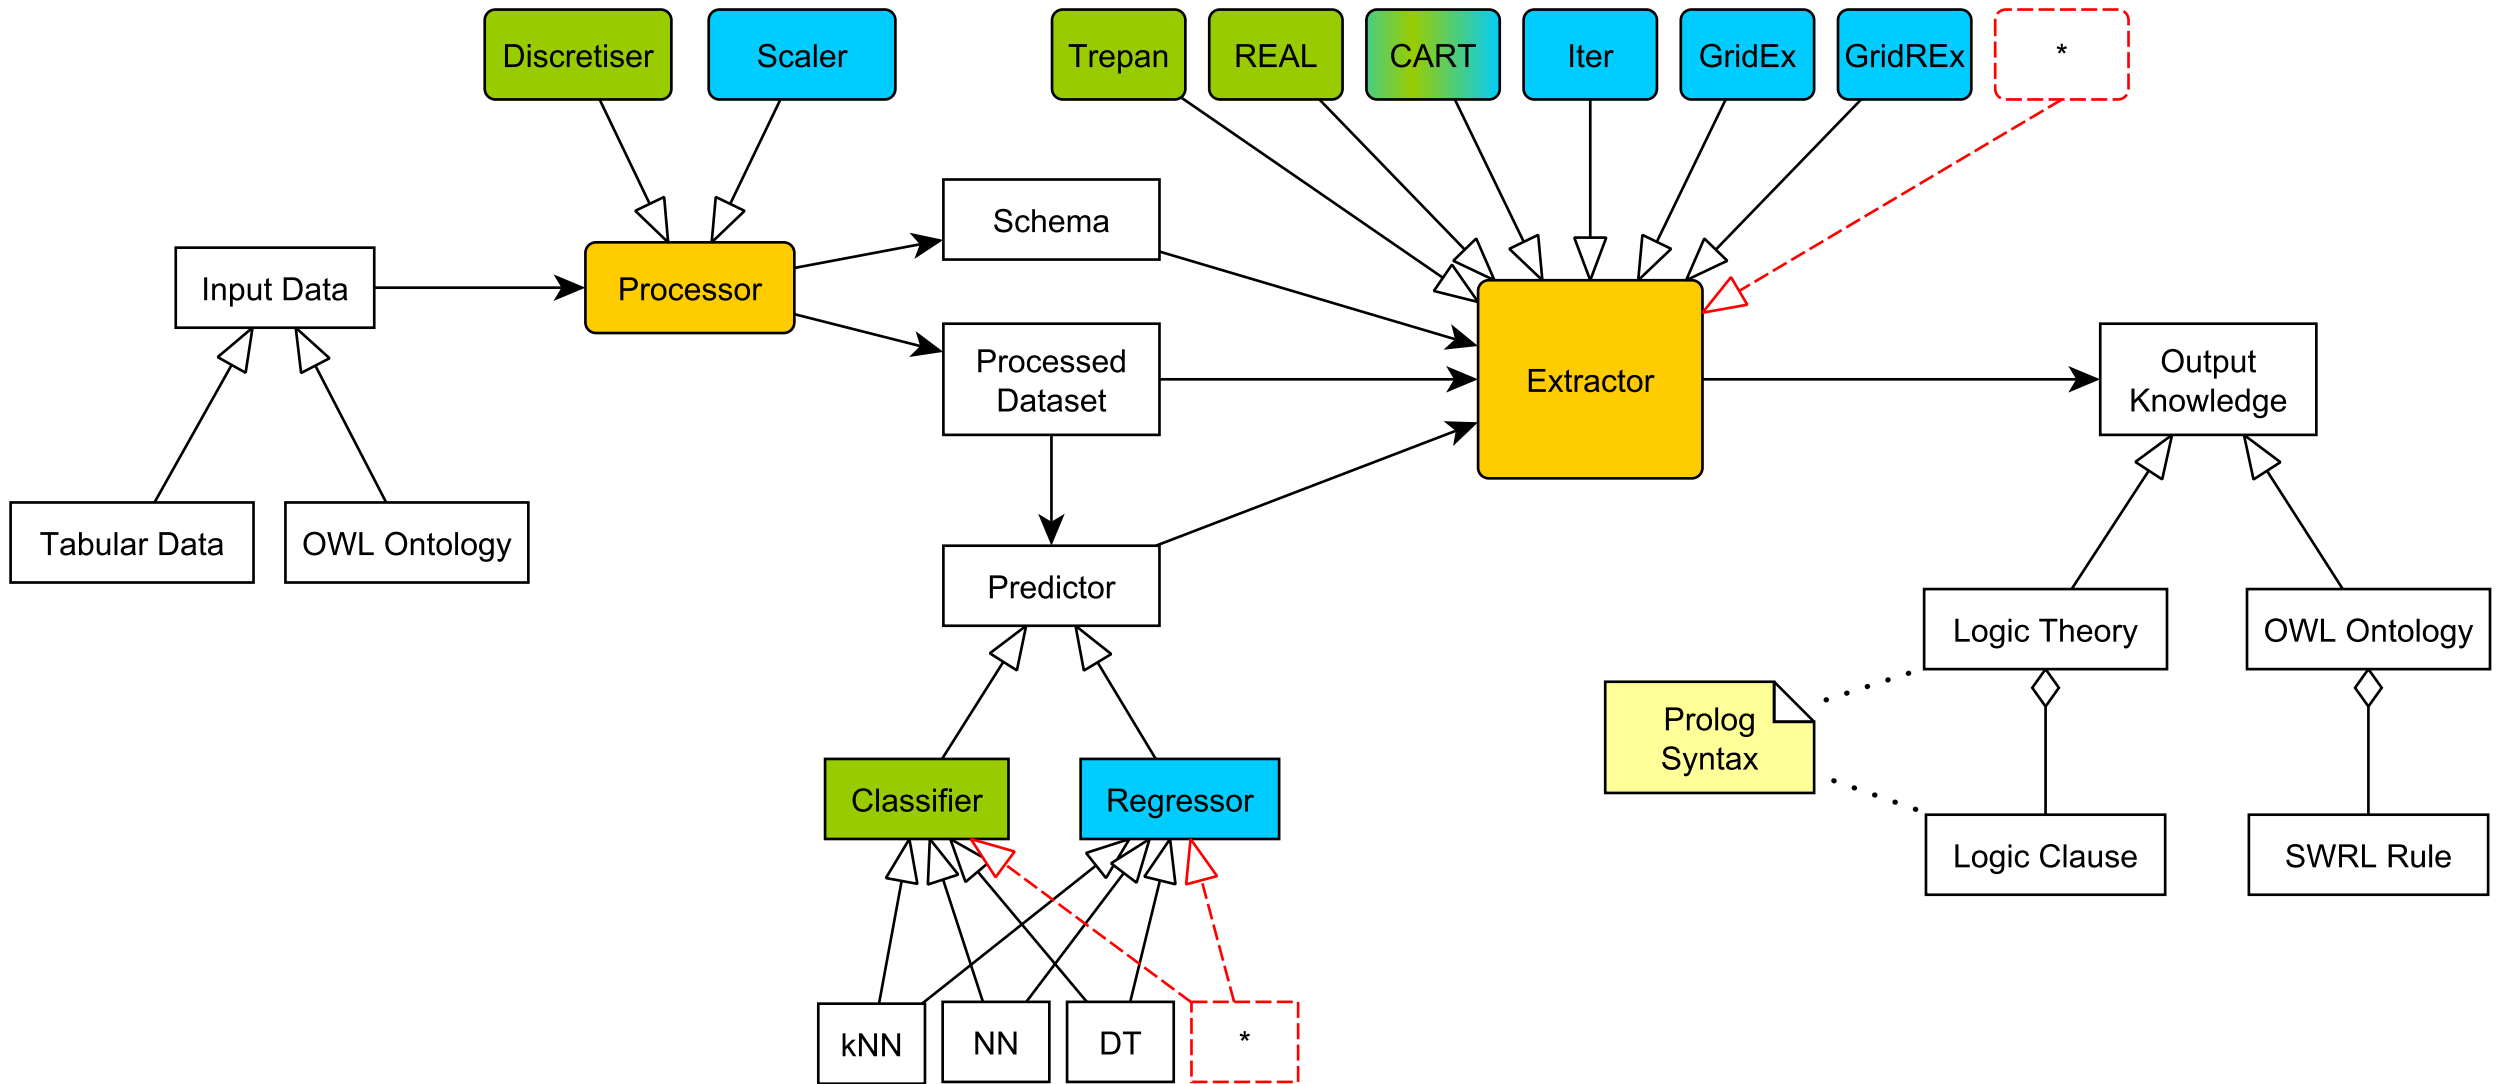 Discretiser
Scaler
Trepan
REAL
CART
Iter
GridEx
GridREx
*
Schema
Input Data
Processor
Processed
Dataset
Extractor
Output
Knowledge
Tabular Data
OWL Ontology
Predictor
Logic Theory
OWL Ontology
Prolog
Syntax
Classifier
Regressor
Logic Clause
SWRL Rule
kNN
NN
DT
*